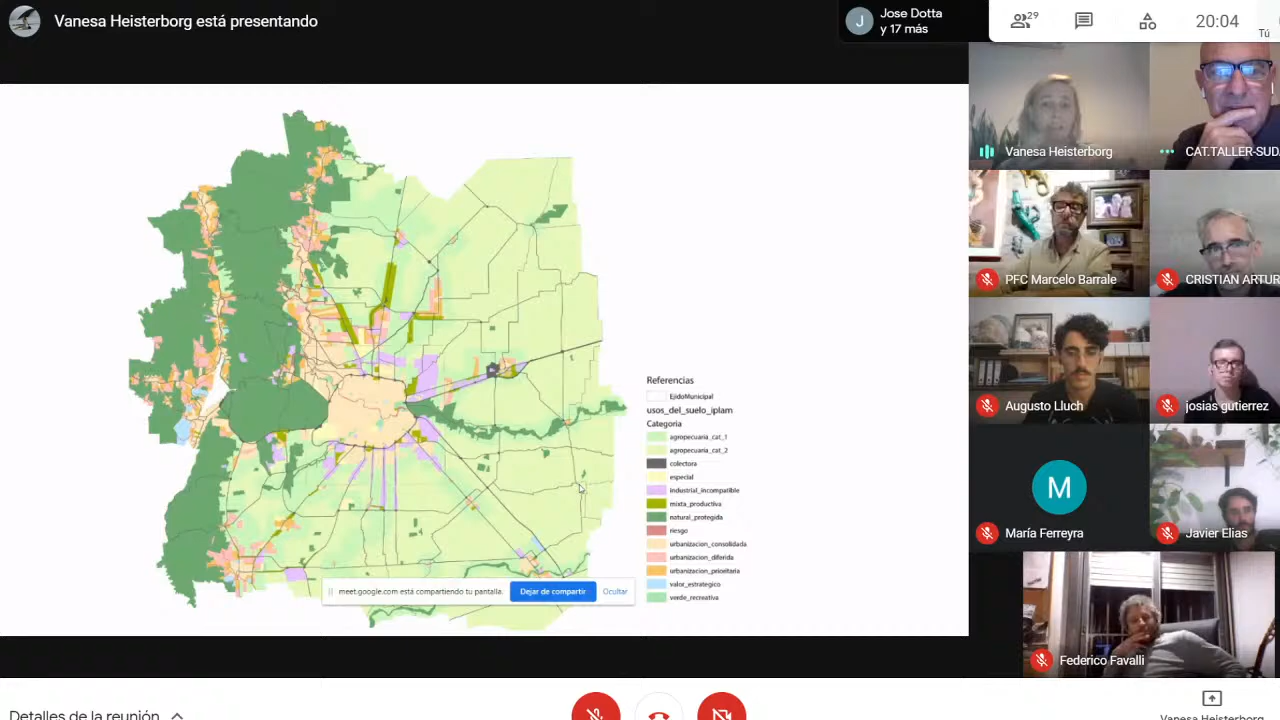 Vanesa Heisterborg está presentando
J
Jose Dotta
y 17 más
29
20:04
Tú
Vanesa Heisterborg
CAT.TALLER-SUD
PFC Marcelo Barrale
CRISTIAN ARTUR
Augusto Lluch
josias gutierrez
M
María Ferreyra
Javier Elias
Federico Favalli
Referencias
EjidoMunicipal
usos_del_suelo_iplam
Categoria
agropecuaria_cat_1
agropecuaria_cat_2
colectora
especial
industrial_incompatible
mixta_productiva
natural_protegida
riesgo
urbanizacion_consolidada
urbanizacion_diferida
urbanizacion_prioritaria
valor_estrategico
verde_recreativa
meet.google.com está compartiendo tu pantalla.
Dejar de compartir
Ocultar
Detalles de la reunión
Vanesa Heisterborg